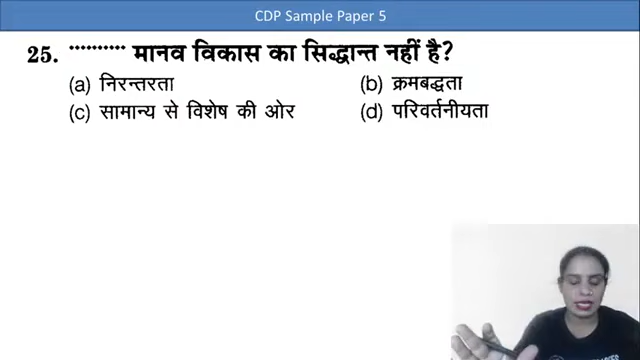 CDP Sample Paper 5
25. .......... मानव विकास का सिद्धान्त नहीं है?
(a) निरन्तरता (b) क्रमबद्धता
(c) सामान्य से विशेष की ओर (d) परिवर्तनीयता